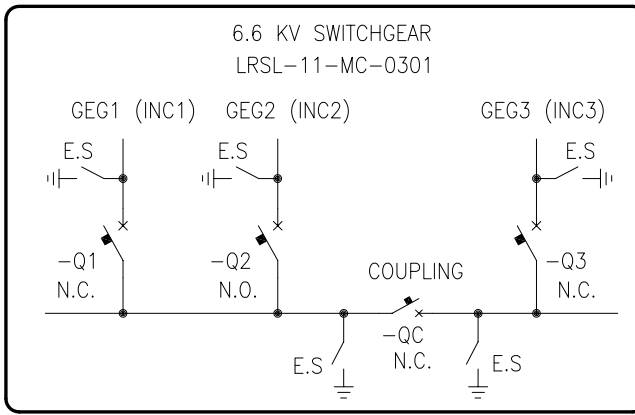 6.6 KV SWITCHGEAR
LRSL-11-MC-0301
GEG1 (INC1) GEG2 (INC2) GEG3 (INC3)
E.S E.S E.S
-Q1 -Q2 -Q3
N.C. N.O. COUPLING N.C.
-QC
N.C.
E.S E.S